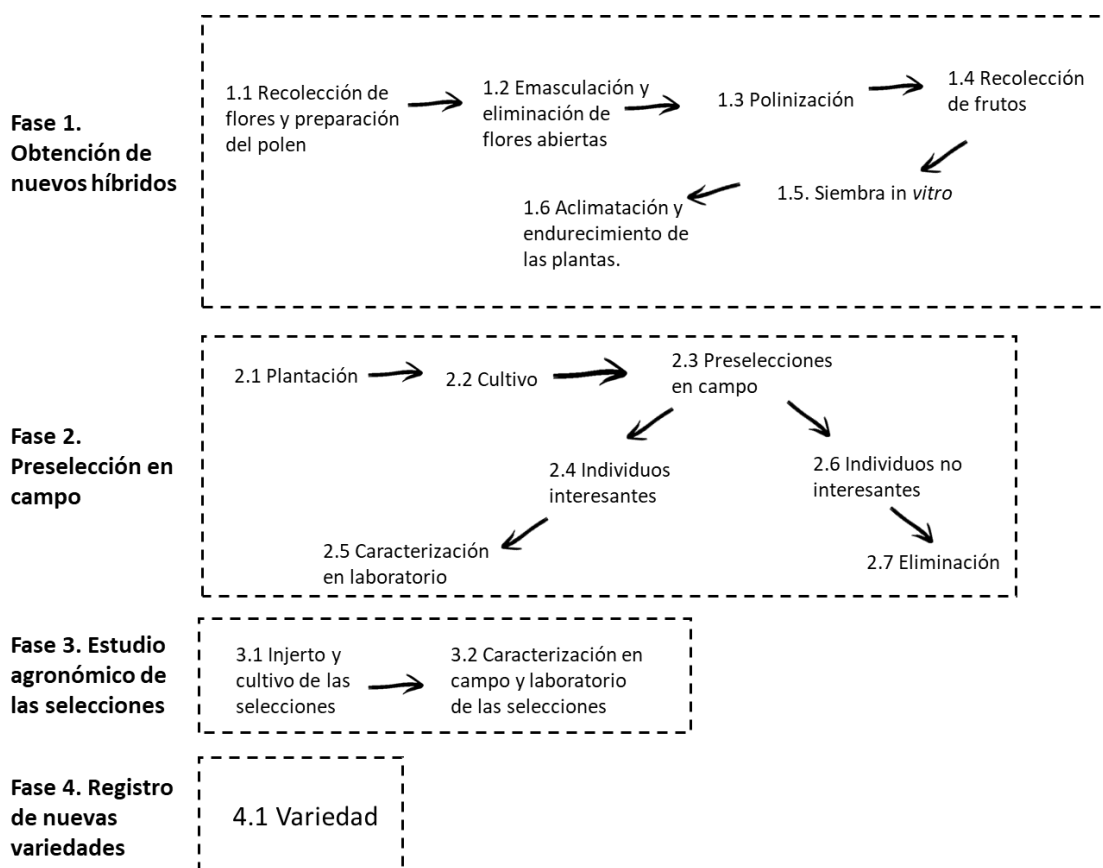 Fase 1.
Obtención de
nuevos híbridos
1.1 Recolección de
flores y preparación
del polen
1.2 Emasculación y
eliminación de
flores abiertas
1.3 Polinización
1.4 Recolección
de frutos
1.5. Siembra in vitro
1.6 Aclimatación y
endurecimiento de
las plantas.
Fase 2.
Preselección en
campo
2.1 Plantación
2.2 Cultivo
2.3 Preselecciones
en campo
2.4 Individuos
interesantes
2.5 Caracterización
en laboratorio
2.6 Individuos no
interesantes
2.7 Eliminación
Fase 3. Estudio
agronómico de
las selecciones
3.1 Injerto y
cultivo de las
selecciones
3.2 Caracterización en
campo y laboratorio
de las selecciones
Fase 4. Registro
de nuevas
variedades
4.1 Variedad